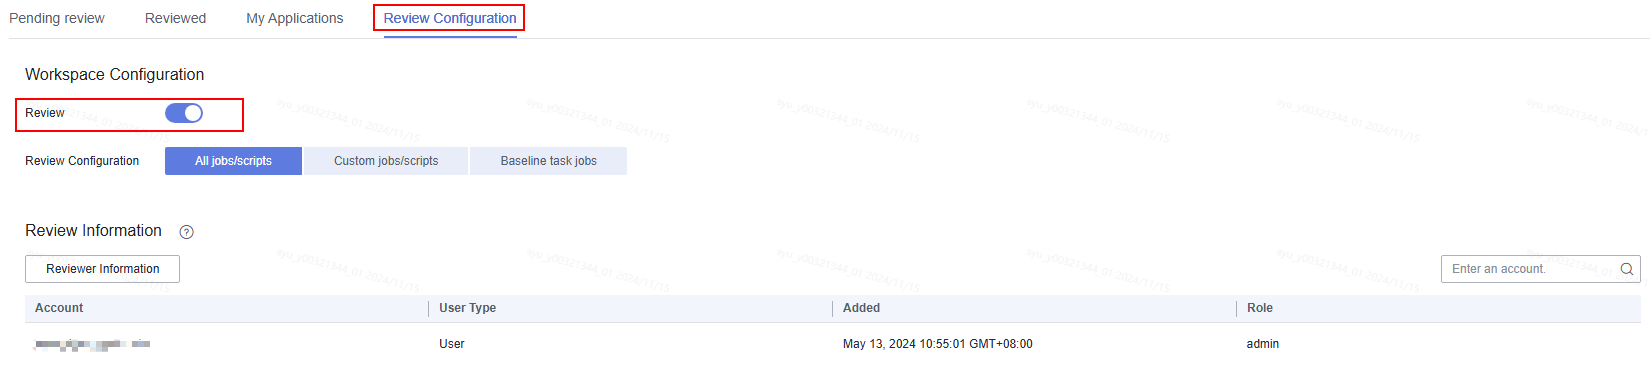 Pending review Reviewed My Applications Review Configuration
Workspace Configuration
Review
Review Configuration All jobs/scripts Custom jobs/scripts Baseline task jobs
Review Information ?
Reviewer Information Enter an account.
Account User Type Added Role
User May 13, 2024 10:55:01 GMT+08:00 admin